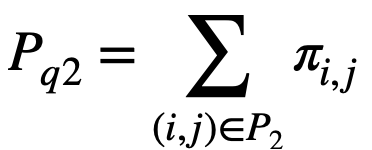 P_{q2} = \sum_{(i,j) \in P_2} \pi_{i,j}